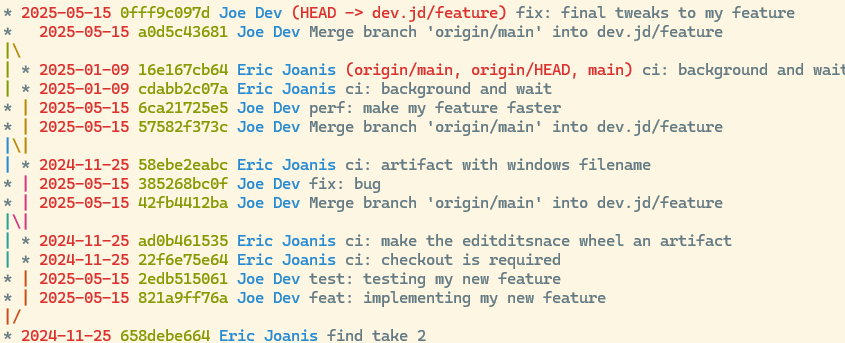 * 2025-05-15 0fff9c097d Joe Dev (HEAD -> dev.jd/feature) fix: final tweaks to my feature
*   2025-05-15 a0d5c43681 Joe Dev Merge branch 'origin/main' into dev.jd/feature
|\
| * 2025-01-09 16e167cb64 Eric Joanis (origin/main, origin/HEAD, main) ci: background and wait
| * 2025-01-09 cdabb2c07a Eric Joanis ci: background and wait
* | 2025-05-15 6ca21725e5 Joe Dev perf: make my feature faster
* | 2025-05-15 57582f373c Joe Dev Merge branch 'origin/main' into dev.jd/feature
|\|
| * 2024-11-25 58ebe2eabc Eric Joanis ci: artifact with windows filename
* | 2025-05-15 385268bc0f Joe Dev fix: bug
* | 2025-05-15 42fb4412ba Joe Dev Merge branch 'origin/main' into dev.jd/feature
|\|
| * 2024-11-25 ad0b461535 Eric Joanis ci: make the editditsnace wheel an artifact
| * 2024-11-25 22f6e75e64 Eric Joanis ci: checkout is required
* | 2025-05-15 2edb515061 Joe Dev test: testing my new feature
* | 2025-05-15 821a9ff76a Joe Dev feat: implementing my new feature
|/
* 2024-11-25 658debe664 Eric Joanis find take 2